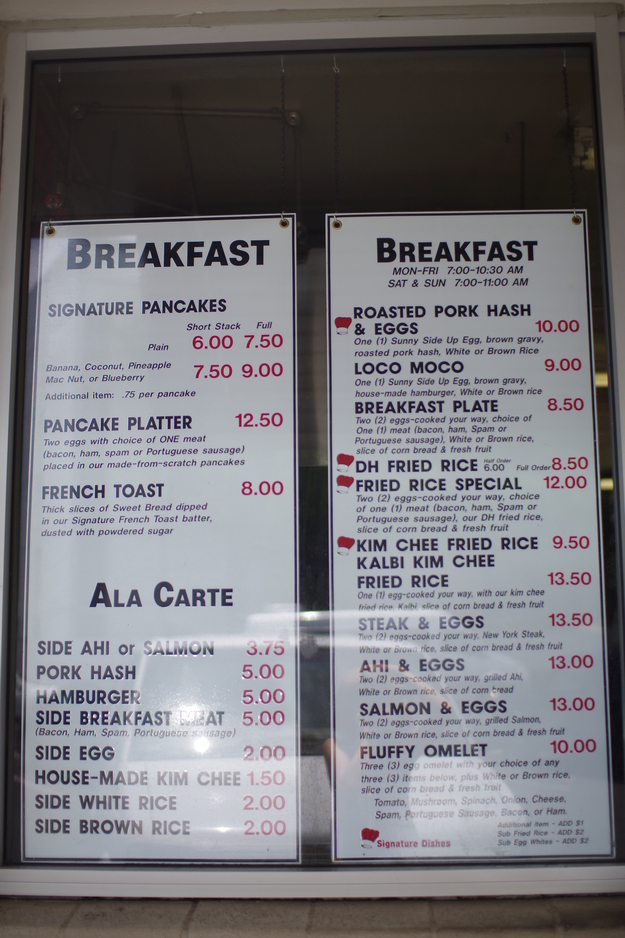 BREAKFAST
SIGNATURE PANCAKES
Short Stack Full
Plain 6.00 7.50
Banana, Coconut, Pineapple
Mac Nut, or Blueberry 7.50 9.00
Additional item: .75 per pancake
PANCAKE PLATTER 12.50
Two eggs with choice of ONE meat
(bacon, ham, spam or Portuguese sausage)
placed in our made-from-scratch pancakes
FRENCH TOAST 8.00
Thick slices of Sweet Bread dipped
in our Signature French Toast batter,
dusted with powdered sugar
ALA CARTE
SIDE AHI or SALMON 3.75
PORK HASH 5.00
HAMBURGER 5.00
SIDE BREAKFAST MEAT 5.00
(Bacon, Ham, Spam, Portuguese sausage)
SIDE EGG 2.00
HOUSE-MADE KIM CHEE 1.50
SIDE WHITE RICE 2.00
SIDE BROWN RICE 2.00
BREAKFAST
MON-FRI 7:00-10:30 AM
SAT & SUN 7:00-11:00 AM
ROASTED PORK HASH
& EGGS 10.00
One (1) Sunny Side Up Egg, brown gravy,
roasted pork hash, White or Brown Rice
LOCO MOCO 9.00
One (1) Sunny Side Up Egg, brown gravy,
house-made hamburger, White or Brown rice
BREAKFAST PLATE 8.50
Two (2) eggs-cooked your way, choice of
One (1) meat (bacon, ham, Spam or
Portuguese sausage), White or Brown rice,
slice of corn bread & fresh fruit
DH FRIED RICE Half Order 6.00 Full Order 8.50
FRIED RICE SPECIAL 12.00
Two (2) eggs-cooked your way, choice
of one (1) meat (bacon, ham, Spam or
Portuguese sausage), our DH fried rice,
slice of corn bread & fresh fruit
KIM CHEE FRIED RICE 9.50
KALBI KIM CHEE
FRIED RICE 13.50
One (1) egg-cooked your way, with our kim chee
fried rice, Kalbi, slice of corn bread & fresh fruit
STEAK & EGGS 13.50
Two (2) eggs-cooked your way, New York Steak,
White or Brown rice, slice of corn bread & fresh fruit
AHI & EGGS 13.00
Two (2) eggs-cooked your way, grilled Ahi,
White or Brown rice, slice of corn bread
SALMON & EGGS 13.00
Two (2) eggs-cooked your way, grilled Salmon,
White or Brown rice, slice of corn bread & fresh fruit
FLUFFY OMELET 10.00
Three (3) egg omelet with your choice of any
three (3) items below, plus White or Brown rice,
slice of corn bread & fresh fruit
Tomato, Mushroom, Spinach, Onion, Cheese,
Spam, Portuguese Sausage, Bacon, or Ham.
Additional item - ADD $1
Sub Fried Rice - ADD $2
Sub Egg Whites - ADD $2
Signature Dishes